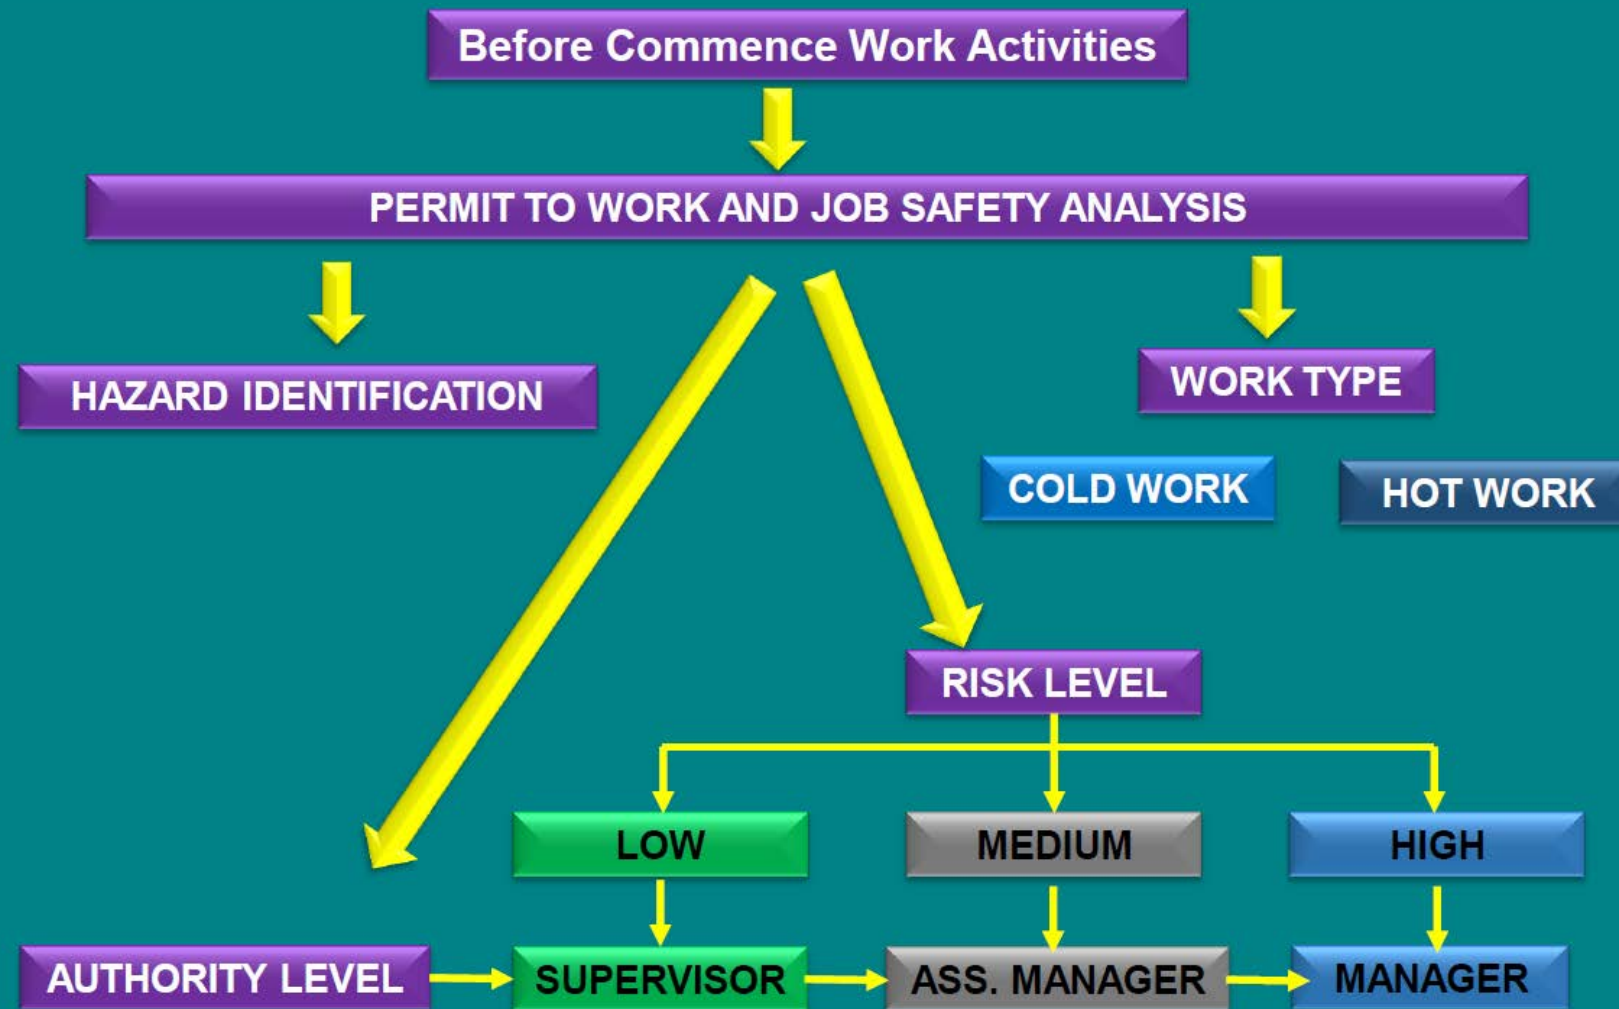 Before Commence Work Activities
PERMIT TO WORK AND JOB SAFETY ANALYSIS
HAZARD IDENTIFICATION
WORK TYPE
COLD WORK
HOT WORK
RISK LEVEL
LOW
MEDIUM
HIGH
AUTHORITY LEVEL
SUPERVISOR
ASS. MANAGER
MANAGER